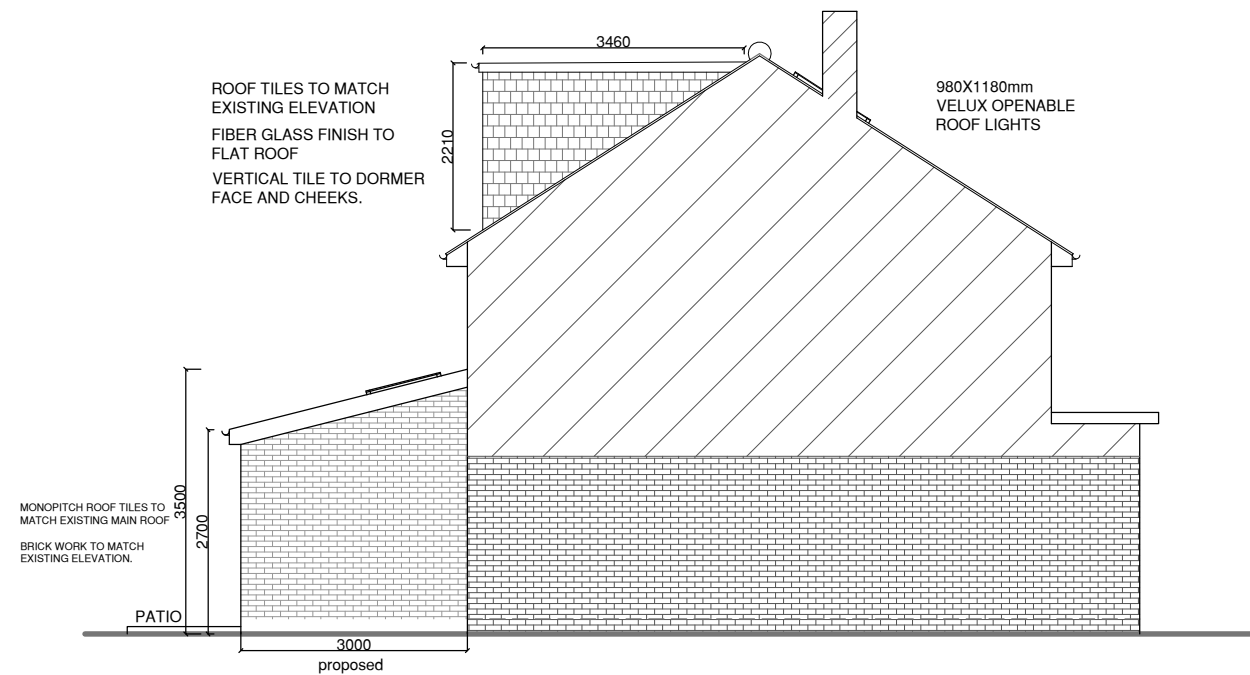 3460
ROOF TILES TO MATCH
EXISTING ELEVATION
FIBER GLASS FINISH TO
FLAT ROOF
VERTICAL TILE TO DORMER
FACE AND CHEEKS.
2210
980X1180mm
VELUX OPENABLE
ROOF LIGHTS
MONOPITCH ROOF TILES TO
MATCH EXISTING MAIN ROOF
BRICK WORK TO MATCH
EXISTING ELEVATION.
3500
2700
PATIO
3000
proposed